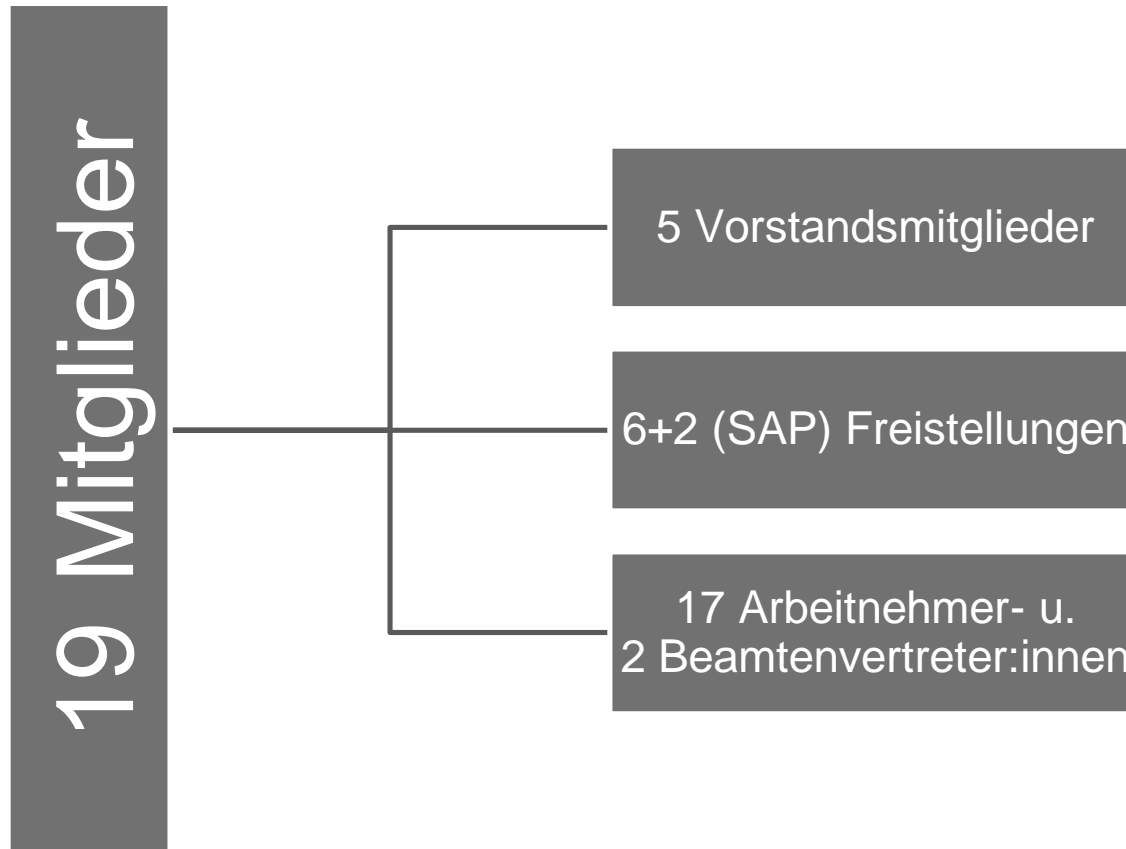 19 Mitglieder
5 Vorstandsmitglieder
6+2 (SAP) Freistellungen
17 Arbeitnehmer- u.
2 Beamtenvertreter:innen